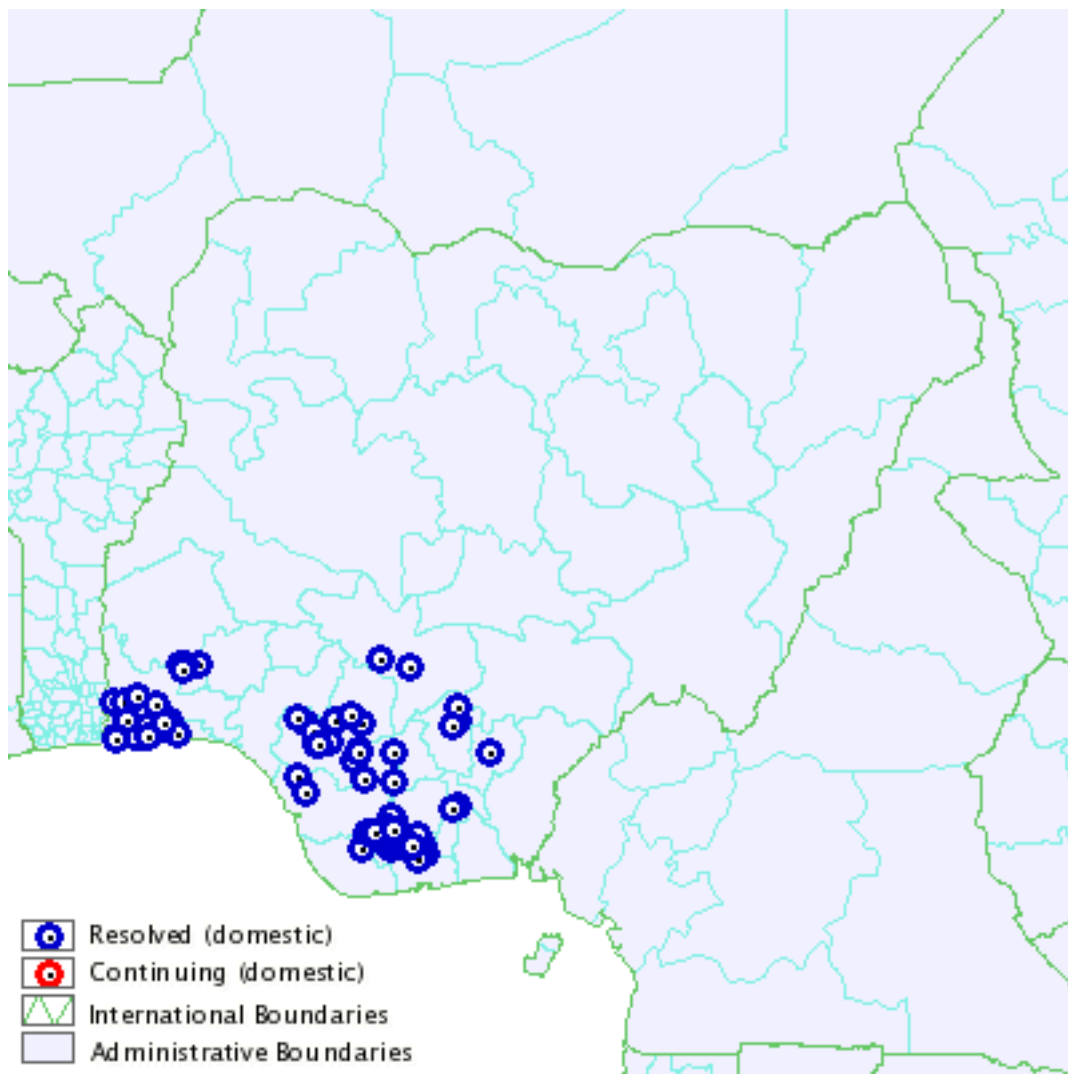 Resolved (domestic)
Continuing (domestic)
International Boundaries
Administrative Boundaries